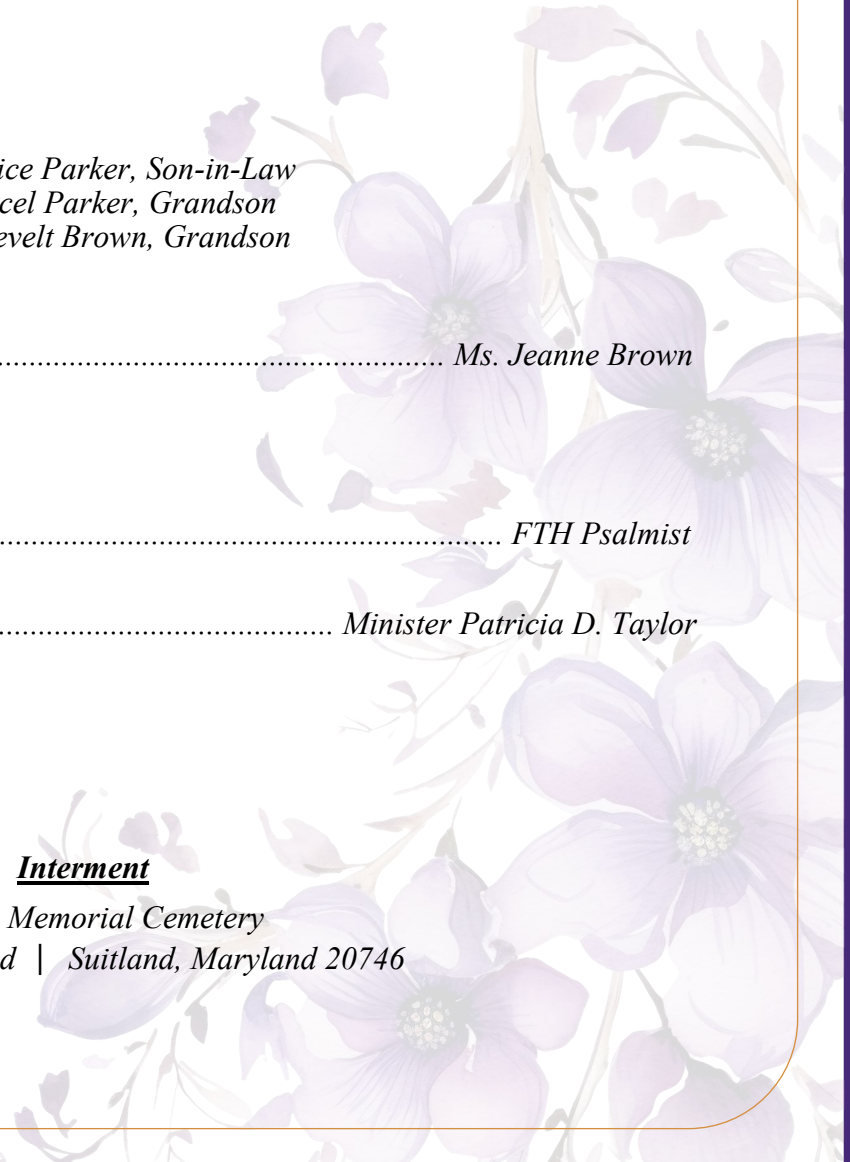 ice Parker, Son-in-Law
cel Parker, Grandson
evelt Brown, Grandson
................................................................ Ms. Jeanne Brown
........................................................................ FTH Psalmist
................................................ Minister Patricia D. Taylor
Interment
Memorial Cemetery
d | Suitland, Maryland 20746